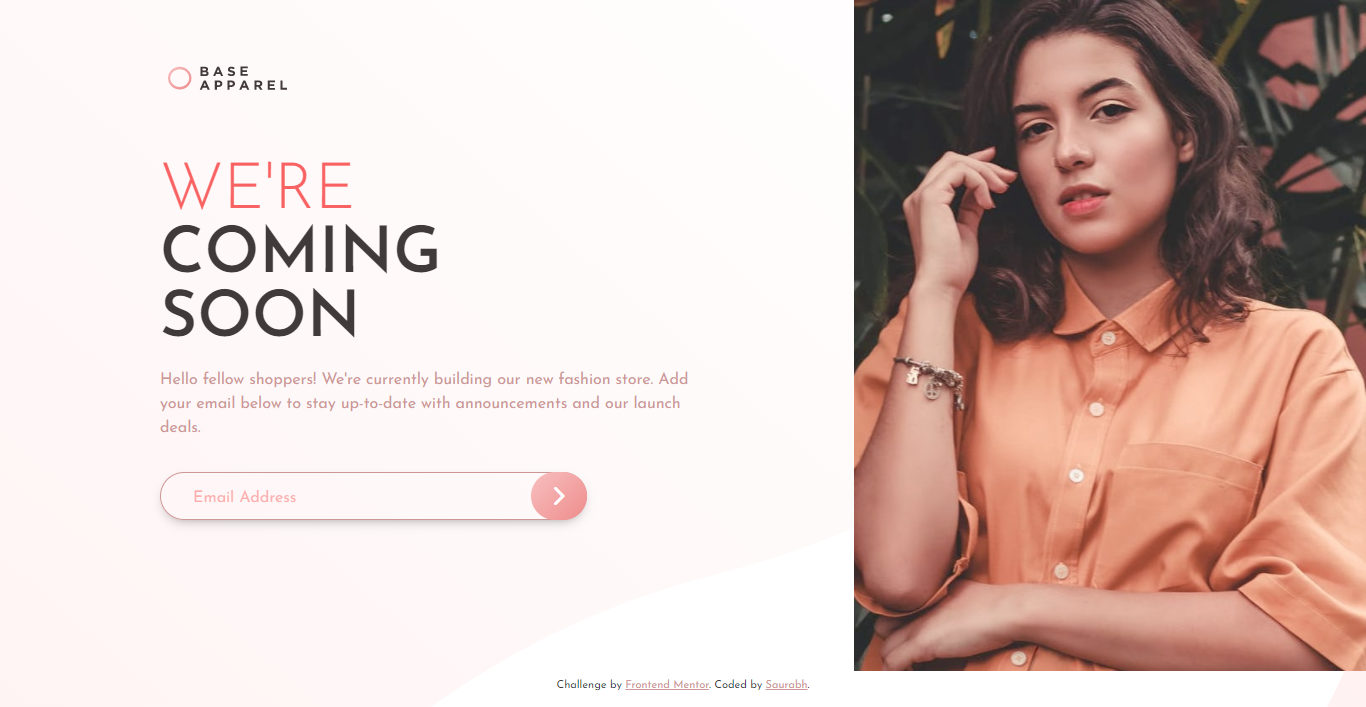 BASE
APPAREL
WE'RE
COMING
SOON
Hello fellow shoppers! We're currently building our new fashion store. Add
your email below to stay up-to-date with announcements and our launch
deals.
Email Address
Challenge by Frontend Mentor. Coded by Saurabh.